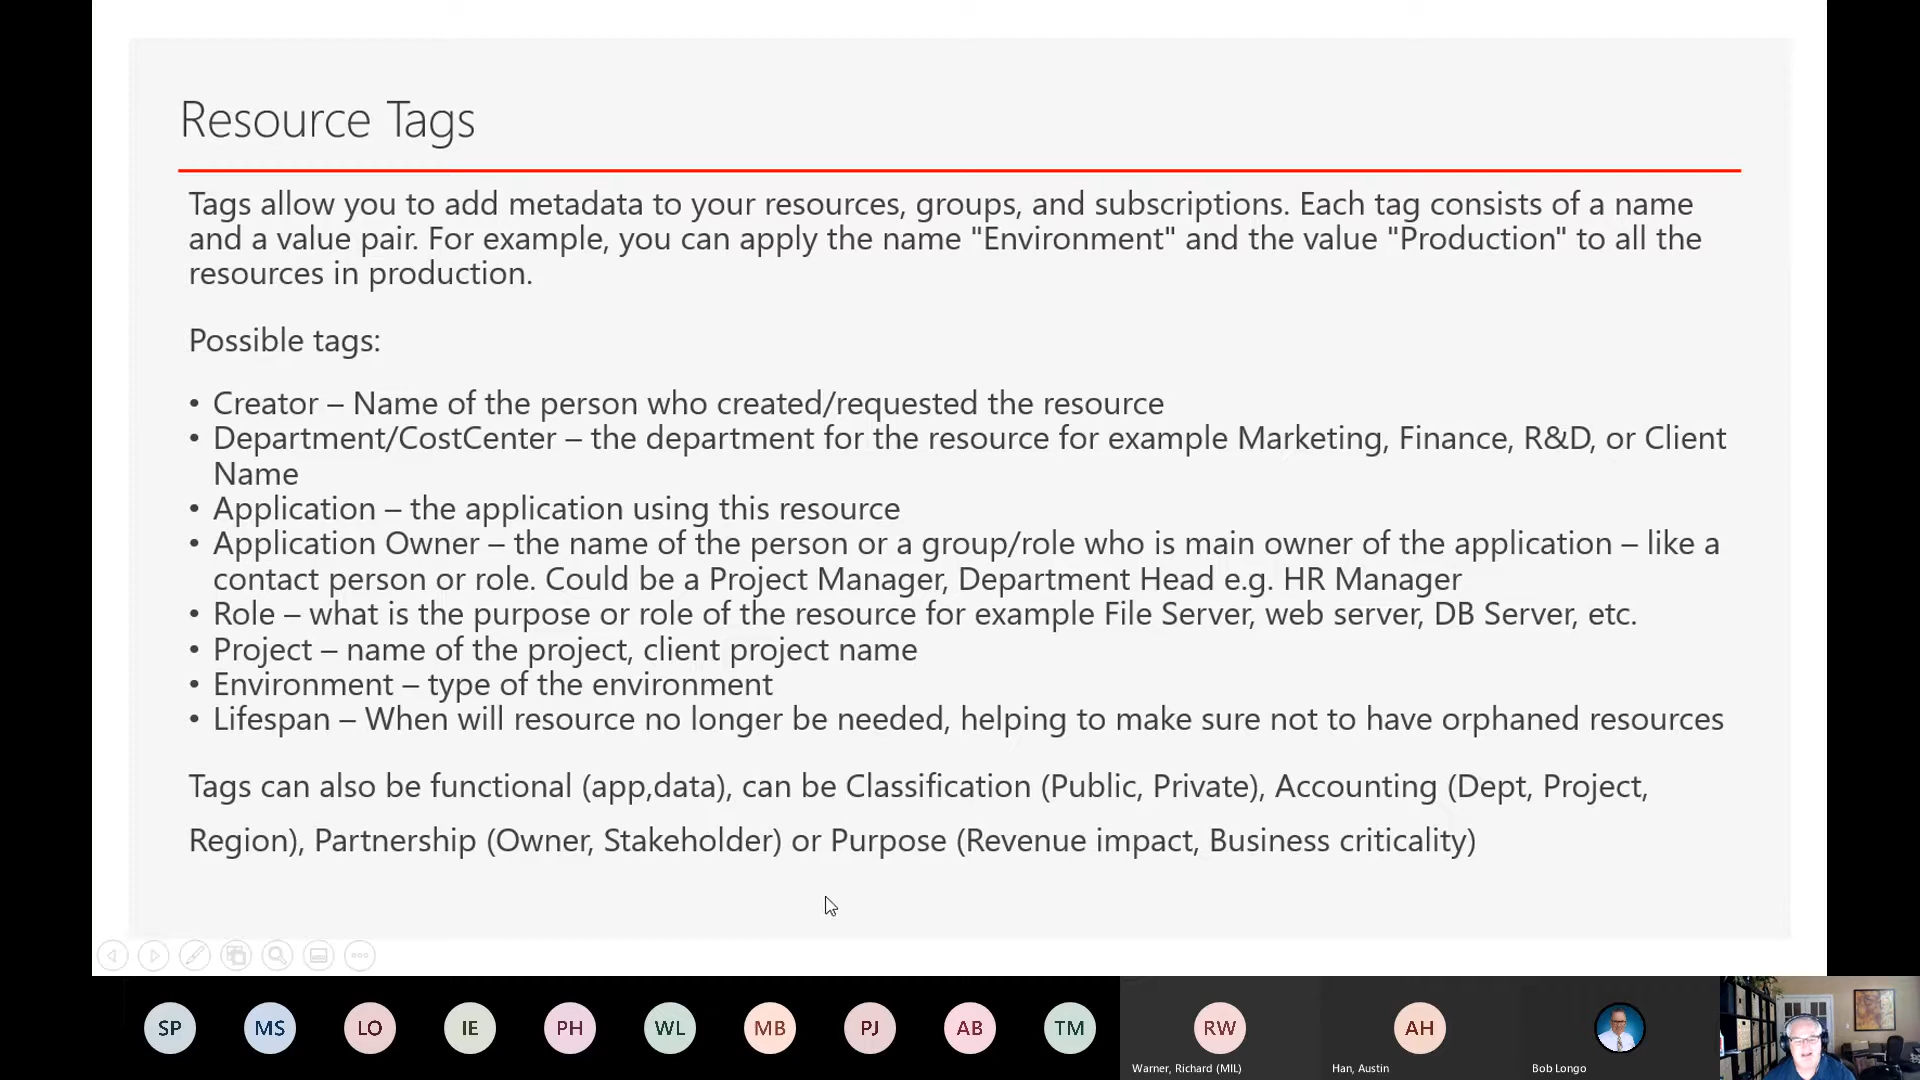 Resource Tags
Tags allow you to add metadata to your resources, groups, and subscriptions. Each tag consists of a name
and a value pair. For example, you can apply the name "Environment" and the value "Production" to all the
resources in production.
Possible tags:
• Creator – Name of the person who created/requested the resource
• Department/CostCenter – the department for the resource for example Marketing, Finance, R&D, or Client
Name
• Application – the application using this resource
• Application Owner – the name of the person or a group/role who is main owner of the application – like a
contact person or role. Could be a Project Manager, Department Head e.g. HR Manager
• Role – what is the purpose or role of the resource for example File Server, web server, DB Server, etc.
• Project – name of the project, client project name
• Environment – type of the environment
• Lifespan – When will resource no longer be needed, helping to make sure not to have orphaned resources
Tags can also be functional (app,data), can be Classification (Public, Private), Accounting (Dept, Project,
Region), Partnership (Owner, Stakeholder) or Purpose (Revenue impact, Business criticality)
SP MS LO IE PH WL MB PJ AB TM RW AH
Warner, Richard (MIL) Han, Austin Bob Longo